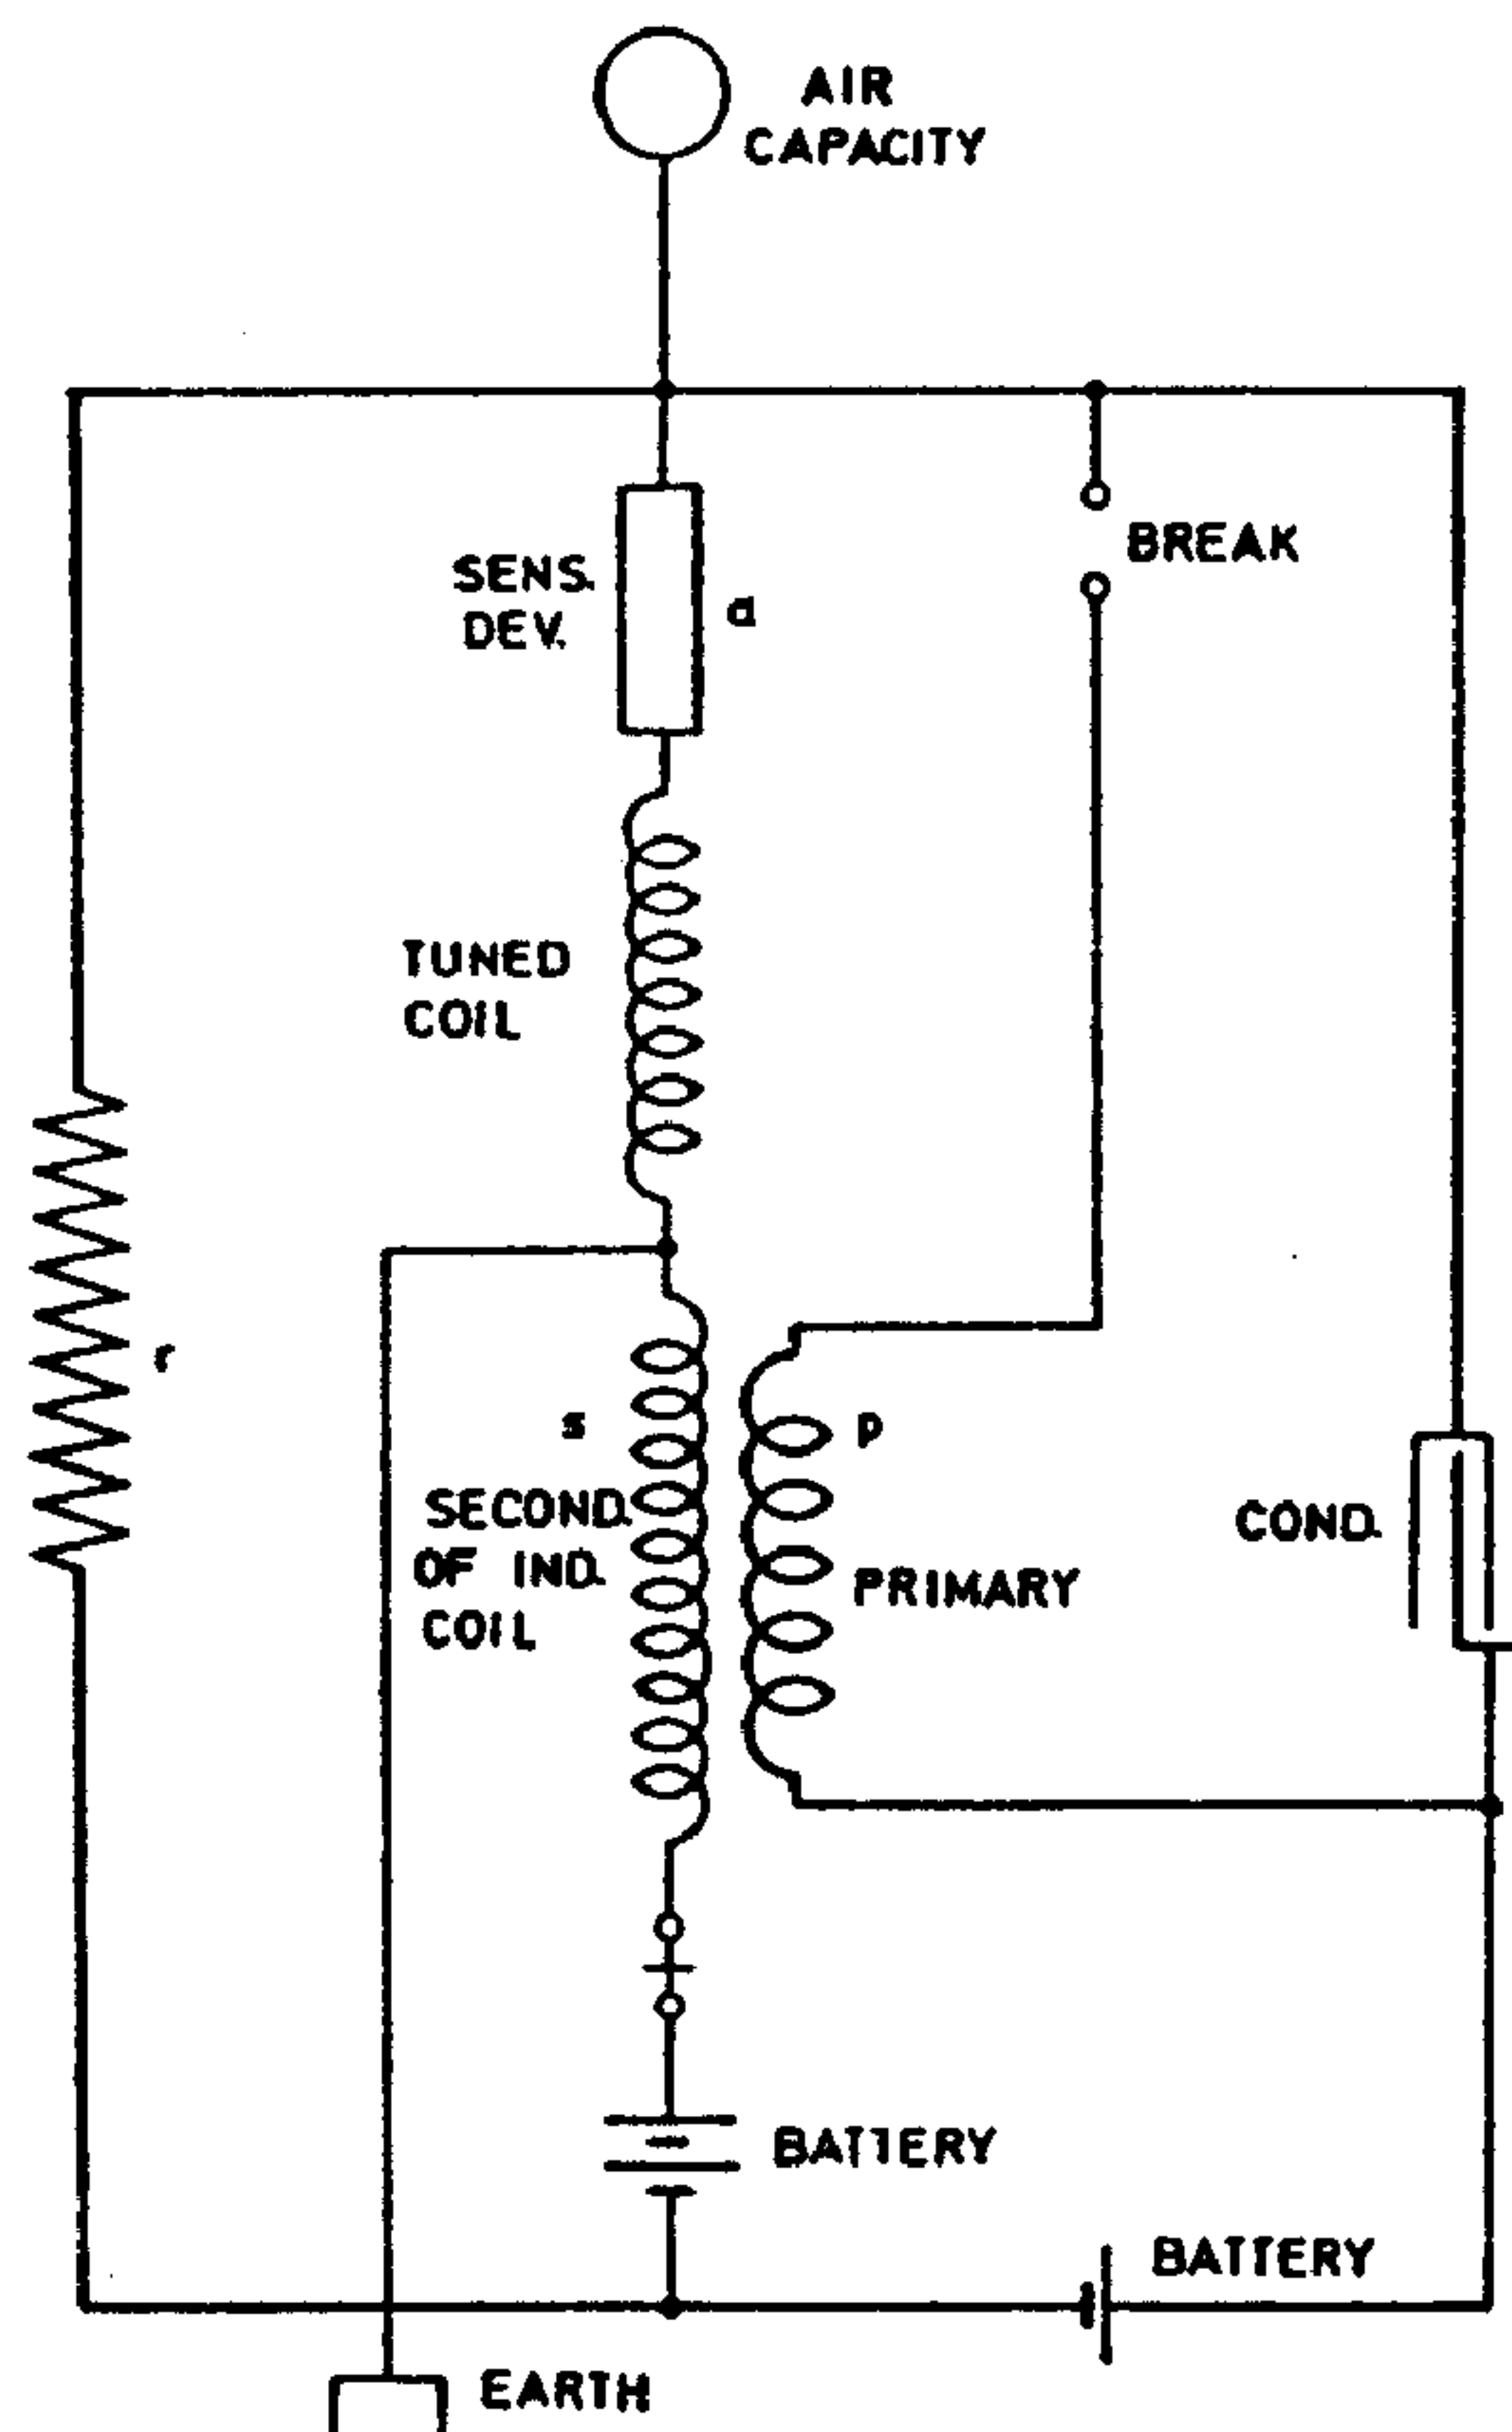 AIR
CAPACITY
SENS.
DEV.
d
BREAK
TUNED
COIL
r
s
p
SECOND.
OF IND.
COIL
PRIMARY
COND.
BATTERY
BATTERY
EARTH